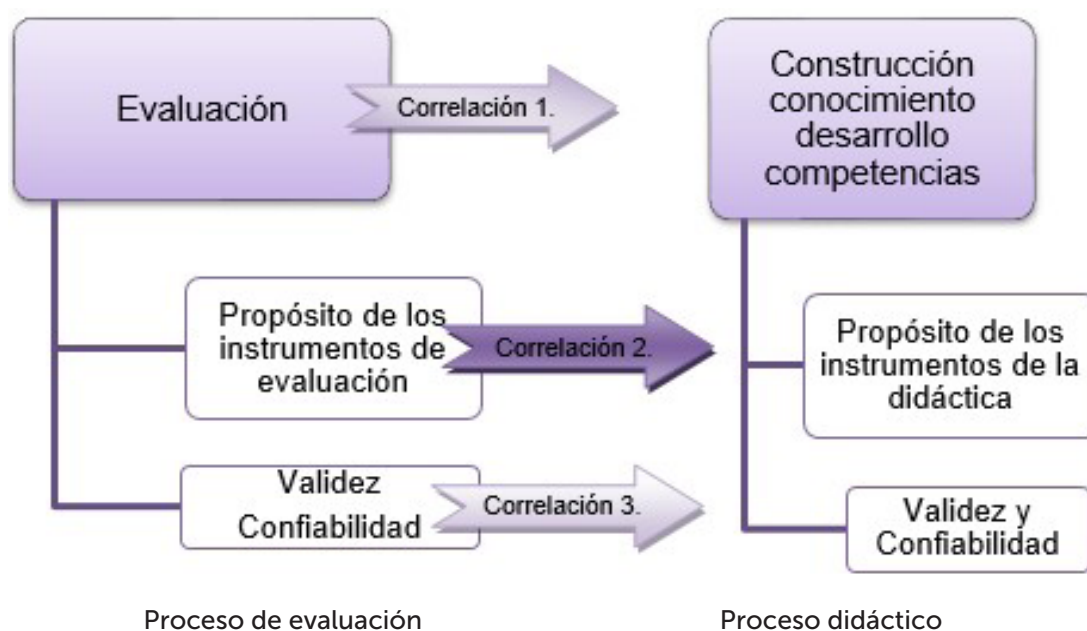 Evaluación
Correlación 1.
Construcción
conocimiento
desarrollo
competencias
Propósito de los
instrumentos de
evaluación
Correlación 2.
Propósito de los
instrumentos de la
didáctica
Validez
Confiabilidad
Correlación 3.
Validez y
Confiabilidad
Proceso de evaluación
Proceso didáctico